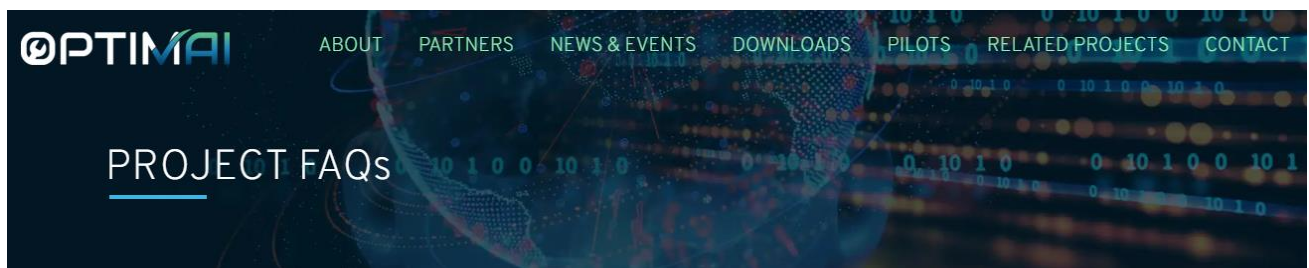 OPTIMAI
ABOUT PARTNERS NEWS & EVENTS DOWNLOADS PILOTS RELATED PROJECTS CONTACT
PROJECT FAQs